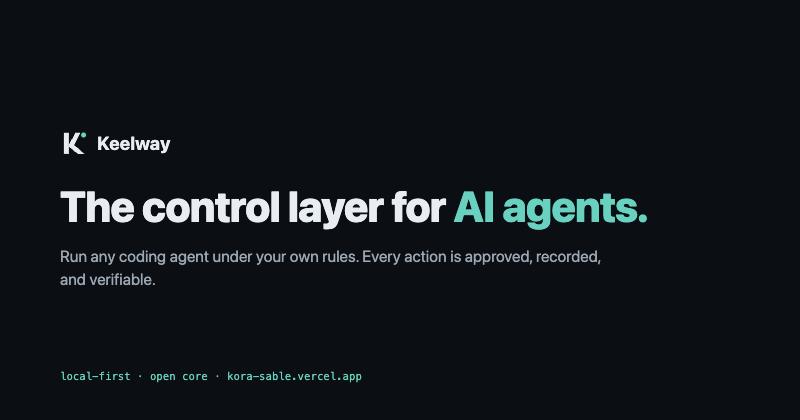 Keelway
The control layer for AI agents.
Run any coding agent under your own rules. Every action is approved, recorded,
and verifiable.
local-first · open core · kora-sable.vercel.app